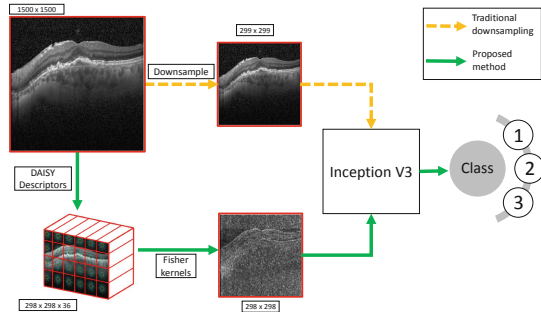 1500 x 1500
299 x 299
Traditional
downsampling
Proposed
method
Downsample
Inception V3
Class
1
2
3
DAISY
Descriptors
Fisher
kernels
298 x 298 x 36
298 x 298